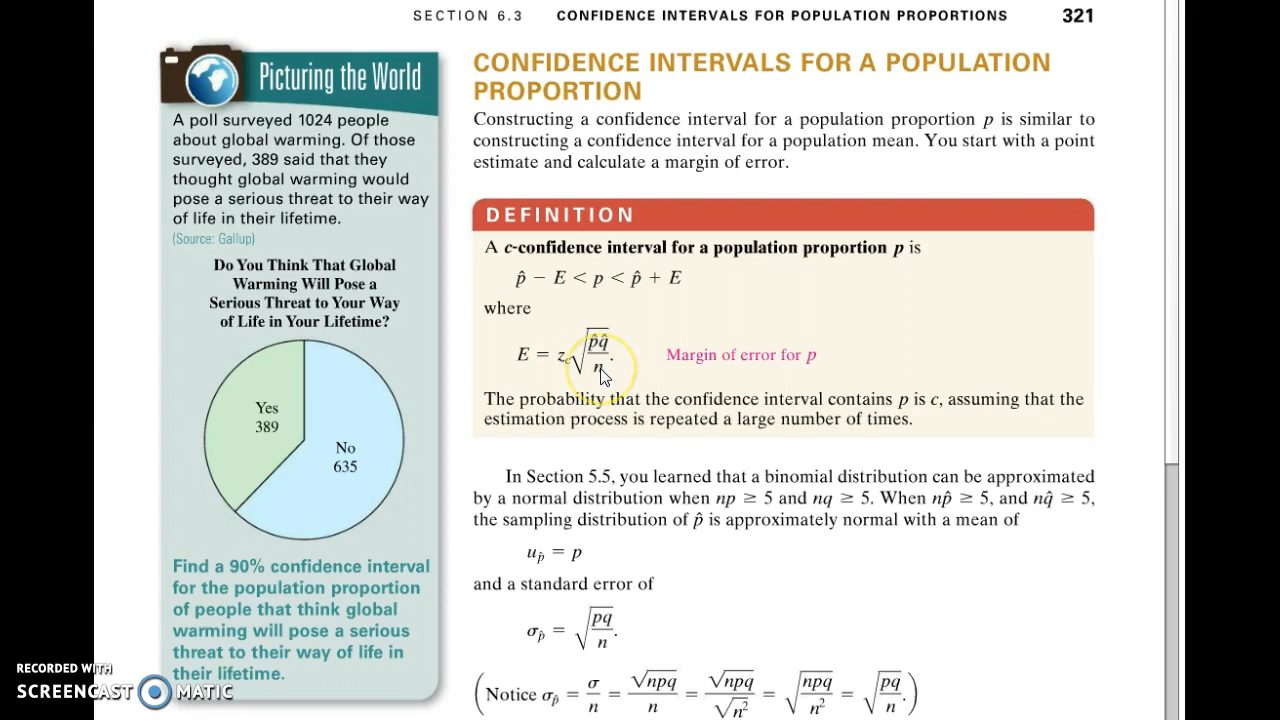 SECTION 6.3 CONFIDENCE INTERVALS FOR POPULATION PROPORTIONS 321
Picturing the World
A poll surveyed 1024 people
about global warming. Of those
surveyed, 389 said that they
thought global warming would
pose a serious threat to their way
of life in their lifetime.
(Source: Gallup)
Do You Think That Global
Warming Will Pose a
Serious Threat to Your Way
of Life in Your Lifetime?
Yes
389
No
635
Find a 90% confidence interval
for the population proportion
of people that think global
warming will pose a serious
threat to their way of life in
their lifetime.
CONFIDENCE INTERVALS FOR A POPULATION
PROPORTION
Constructing a confidence interval for a population proportion p is similar to
constructing a confidence interval for a population mean. You start with a point
estimate and calculate a margin of error.
DEFINITION
A c-confidence interval for a population proportion p is
p̂ − E < p < p̂ + E
where
E = z_c √(p̂q̂/n). Margin of error for p
The probability that the confidence interval contains p is c, assuming that the
estimation process is repeated a large number of times.
In Section 5.5, you learned that a binomial distribution can be approximated
by a normal distribution when np ≥ 5 and nq ≥ 5. When np̂ ≥ 5, and nq̂ ≥ 5,
the sampling distribution of p̂ is approximately normal with a mean of
u_p̂ = p
and a standard error of
σ_p̂ = √(pq/n).
(Notice σ_p̂ = σ/n = √npq/n = √npq/√n² = √(npq/n²) = √(pq/n).)
RECORDED WITH
SCREENCAST MATIC